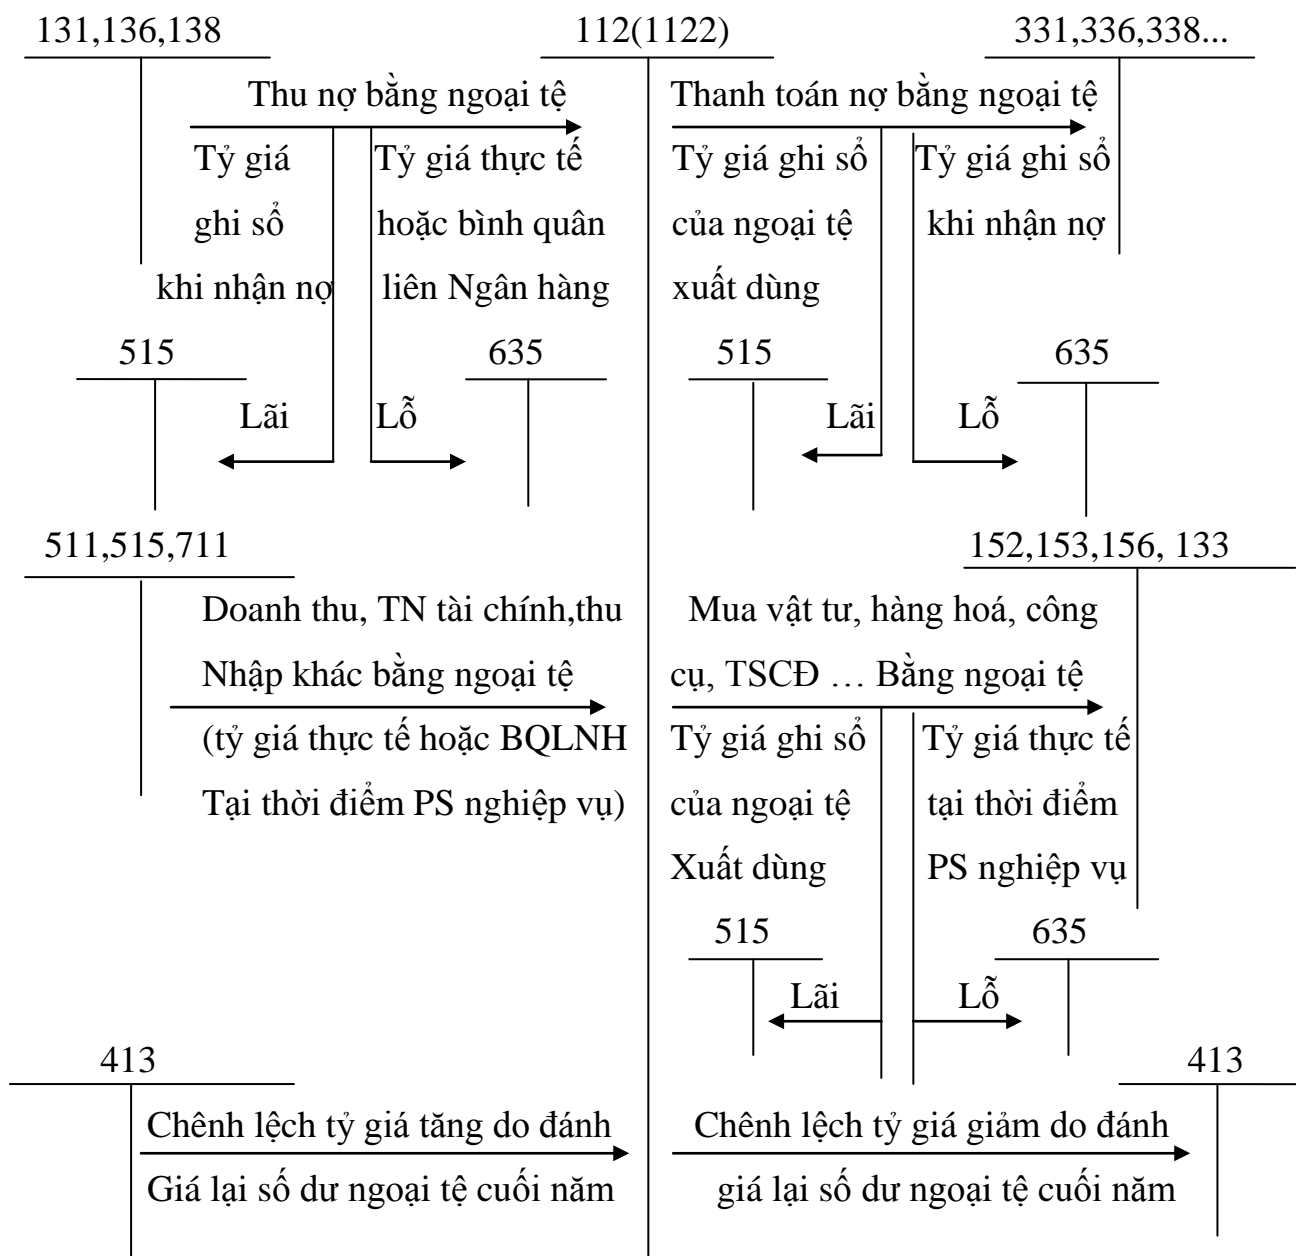 131,136,138
112(1122)
331,336,338...
Thu nợ bằng ngoại tệ
Thanh toán nợ bằng ngoại tệ
Tỷ giá
ghi sổ
khi nhận nợ
Tỷ giá thực tế
hoặc bình quân
liên Ngân hàng
Tỷ giá ghi sổ
của ngoại tệ
xuất dùng
Tỷ giá ghi sổ
khi nhận nợ
515
635
515
635
Lãi
Lỗ
Lãi
Lỗ
511,515,711
152,153,156, 133
Doanh thu, TN tài chính,thu
Nhập khác bằng ngoại tệ
(tỷ giá thực tế hoặc BQLNH
Tại thời điểm PS nghiệp vụ)
Mua vật tư, hàng hoá, công
cụ, TSCĐ … Bằng ngoại tệ
Tỷ giá ghi sổ
của ngoại tệ
Xuất dùng
Tỷ giá thực tế
tại thời điểm
PS nghiệp vụ
515
635
Lãi
Lỗ
413
413
Chênh lệch tỷ giá tăng do đánh
Giá lại số dư ngoại tệ cuối năm
Chênh lệch tỷ giá giảm do đánh
giá lại số dư ngoại tệ cuối năm